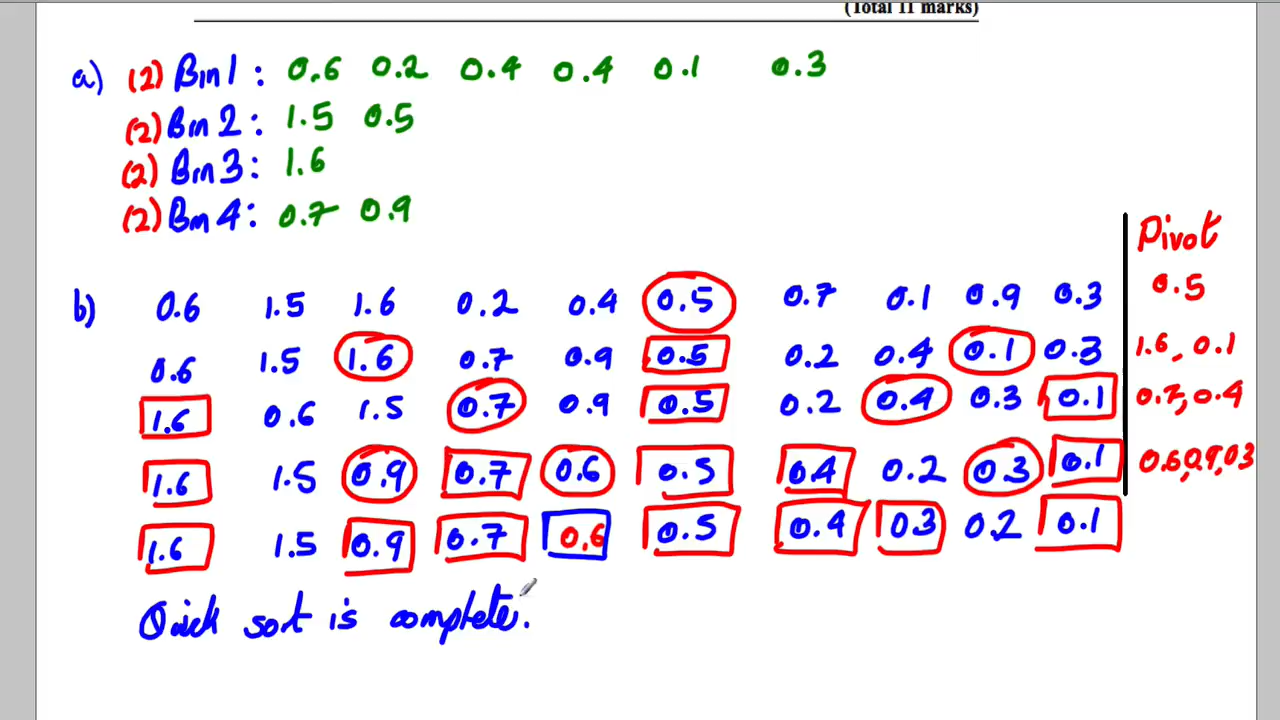 (Total 11 marks)
a) (2) Bin 1 : 0.6 0.2 0.4 0.4 0.1 0.3
(2) Bin 2 : 1.5 0.5
(2) Bin 3 : 1.6
(2) Bin 4 : 0.7 0.9
Pivot
b) 0.6 1.5 1.6 0.2 0.4 0.5 0.7 0.1 0.9 0.3 0.5
0.6 1.5 1.6 0.7 0.9 0.5 0.2 0.4 0.1 0.3 1.6, 0.1
1.6 0.6 1.5 0.7 0.9 0.5 0.2 0.4 0.3 0.1 0.7, 0.4
1.6 1.5 0.9 0.7 0.6 0.5 0.4 0.2 0.3 0.1 0.6, 0.9, 03
1.6 1.5 0.9 0.7 0.6 0.5 0.4 0.3 0.2 0.1
Quick sort is complete.